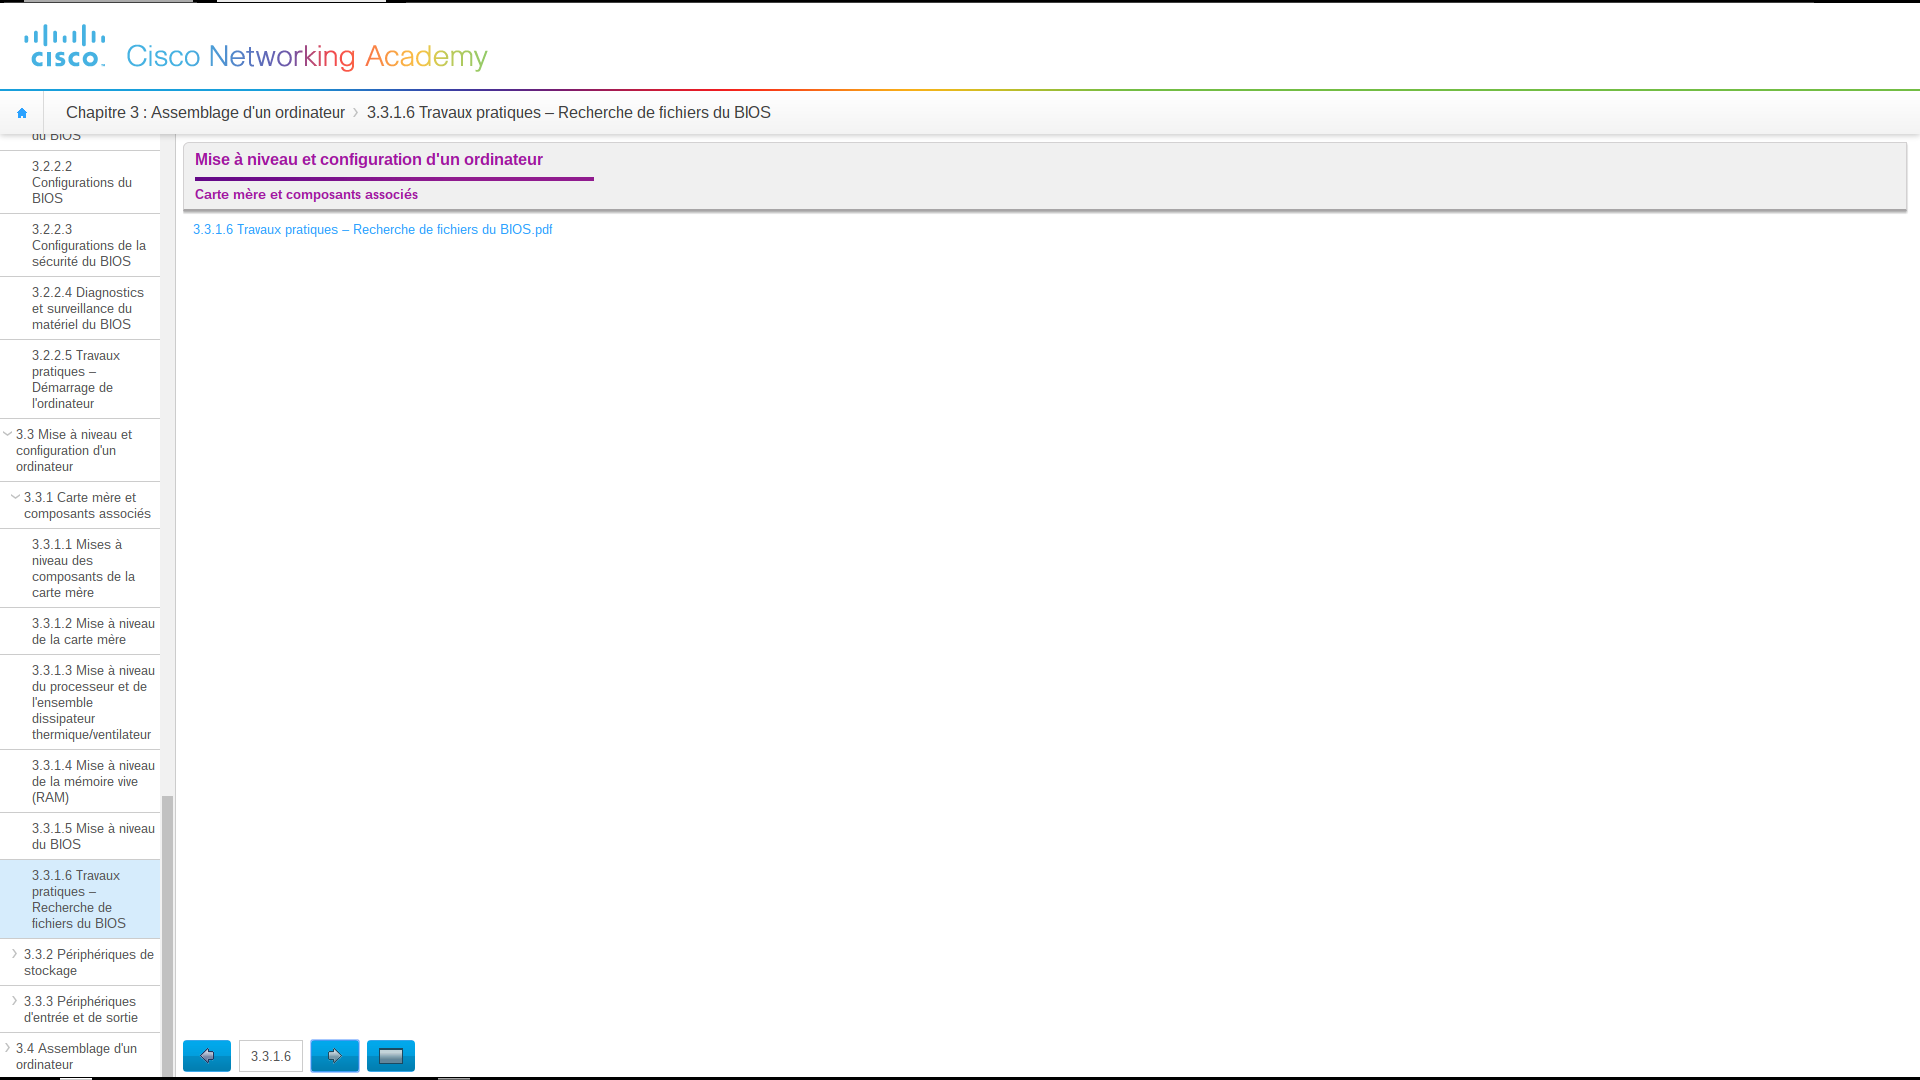 cisco
Cisco Networking Academy
Chapitre 3 : Assemblage d'un ordinateur > 3.3.1.6 Travaux pratiques – Recherche de fichiers du BIOS
du BIOS
3.2.2.2
Configurations du
BIOS
3.2.2.3
Configurations de la
sécurité du BIOS
3.2.2.4 Diagnostics
et surveillance du
matériel du BIOS
3.2.2.5 Travaux
pratiques –
Démarrage de
l'ordinateur
3.3 Mise à niveau et
configuration d'un
ordinateur
3.3.1 Carte mère et
composants associés
3.3.1.1 Mises à
niveau des
composants de la
carte mère
3.3.1.2 Mise à niveau
de la carte mère
3.3.1.3 Mise à niveau
du processeur et de
l'ensemble
dissipateur
thermique/ventilateur
3.3.1.4 Mise à niveau
de la mémoire vive
(RAM)
3.3.1.5 Mise à niveau
du BIOS
3.3.1.6 Travaux
pratiques –
Recherche de
fichiers du BIOS
3.3.2 Périphériques de
stockage
3.3.3 Périphériques
d'entrée et de sortie
3.4 Assemblage d'un
ordinateur
Mise à niveau et configuration d'un ordinateur
Carte mère et composants associés
3.3.1.6 Travaux pratiques – Recherche de fichiers du BIOS.pdf
3.3.1.6